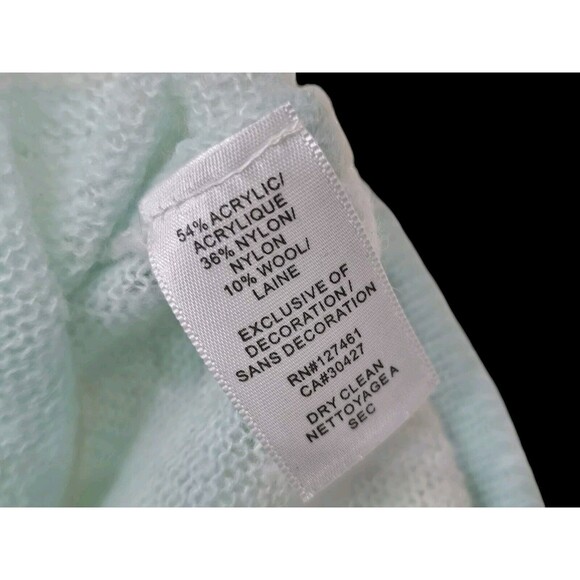 54% ACRYLIC/
ACRYLIQUE
36% NYLON/
NYLON
10% WOOL/
LAINE
EXCLUSIVE OF
DECORATION/
SANS DECORATION
RN#127461
CA#30427
DRY CLEAN
NETTOYAGE A
SEC